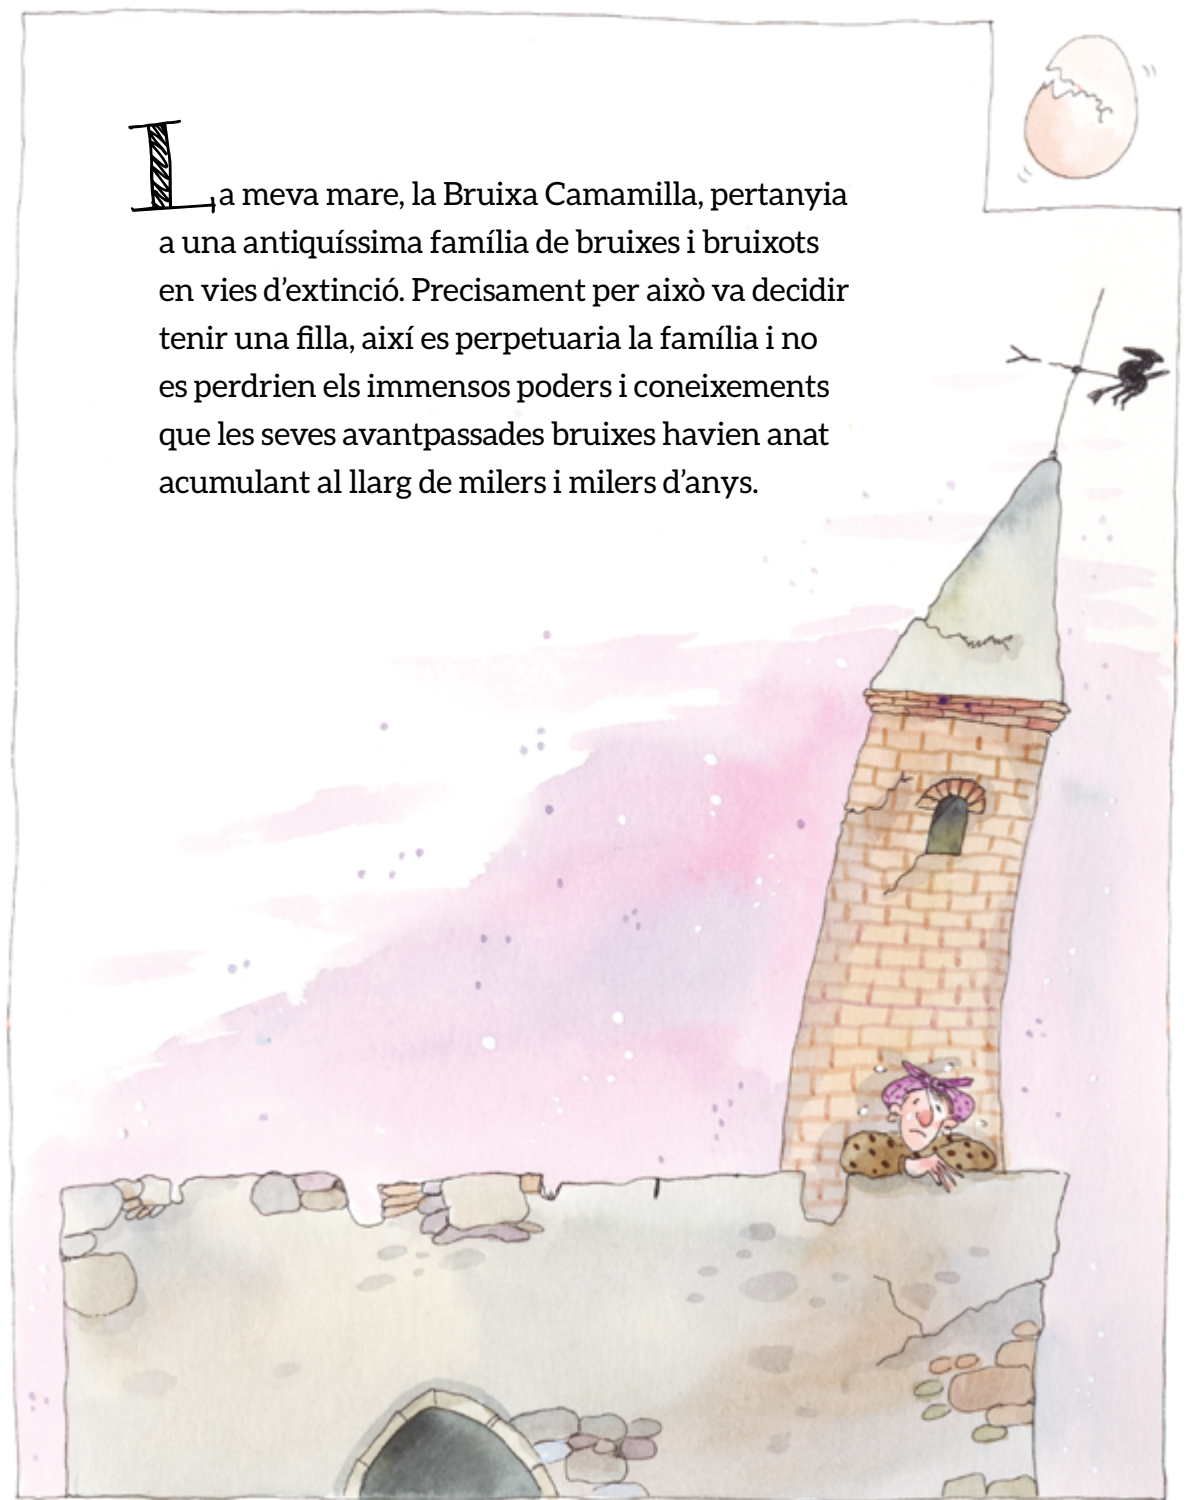 La meva mare, la Bruixa Camamilla, pertanyia
a una antiquíssima família de bruixes i bruixots
en vies d’extinció. Precisament per això va decidir
tenir una filla, així es perpetuaria la família i no
es perdrien els immensos poders i coneixements
que les seves avantpassades bruixes havien anat
acumulant al llarg de milers i milers d’anys.